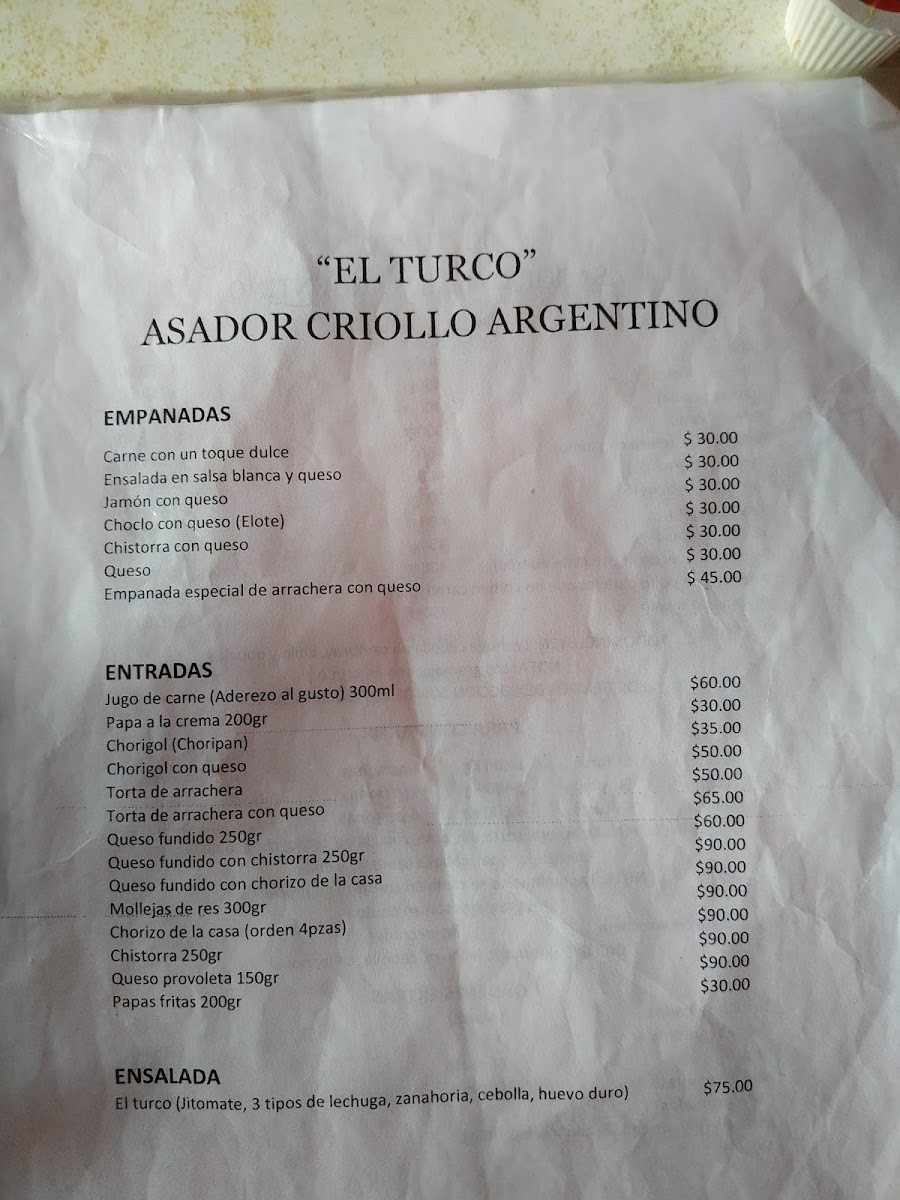 “EL TURCO”
ASADOR CRIOLLO ARGENTINO
EMPANADAS
Carne con un toque dulce $ 30.00
Ensalada en salsa blanca y queso $ 30.00
Jamón con queso $ 30.00
Choclo con queso (Elote) $ 30.00
Chistorra con queso $ 30.00
Queso $ 30.00
Empanada especial de arrachera con queso $ 45.00
ENTRADAS
Jugo de carne (Aderezo al gusto) 300ml $60.00
Papa a la crema 200gr $30.00
Chorigol (Choripan) $35.00
Chorigol con queso $50.00
Torta de arrachera $50.00
Torta de arrachera con queso $65.00
Queso fundido 250gr $60.00
Queso fundido con chistorra 250gr $90.00
Queso fundido con chorizo de la casa $90.00
Mollejas de res 300gr $90.00
Chorizo de la casa (orden 4pzas) $90.00
Chistorra 250gr $90.00
Queso provoleta 150gr $90.00
Papas fritas 200gr $30.00
ENSALADA
El turco (Jitomate, 3 tipos de lechuga, zanahoria, cebolla, huevo duro) $75.00